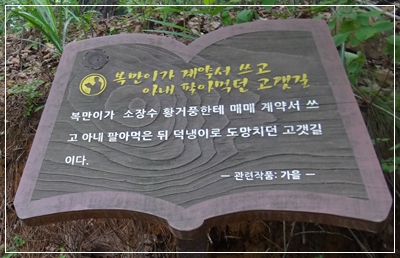 복만이가 계약서 쓰고
아내 팔아먹던 고갯길
복만이가 소장수 황거풍한테 매매 계약서 쓰
고 아내 팔아먹은 뒤 덕냉이로 도망치던 고갯길
이다.
- 관련작품: 가을 -